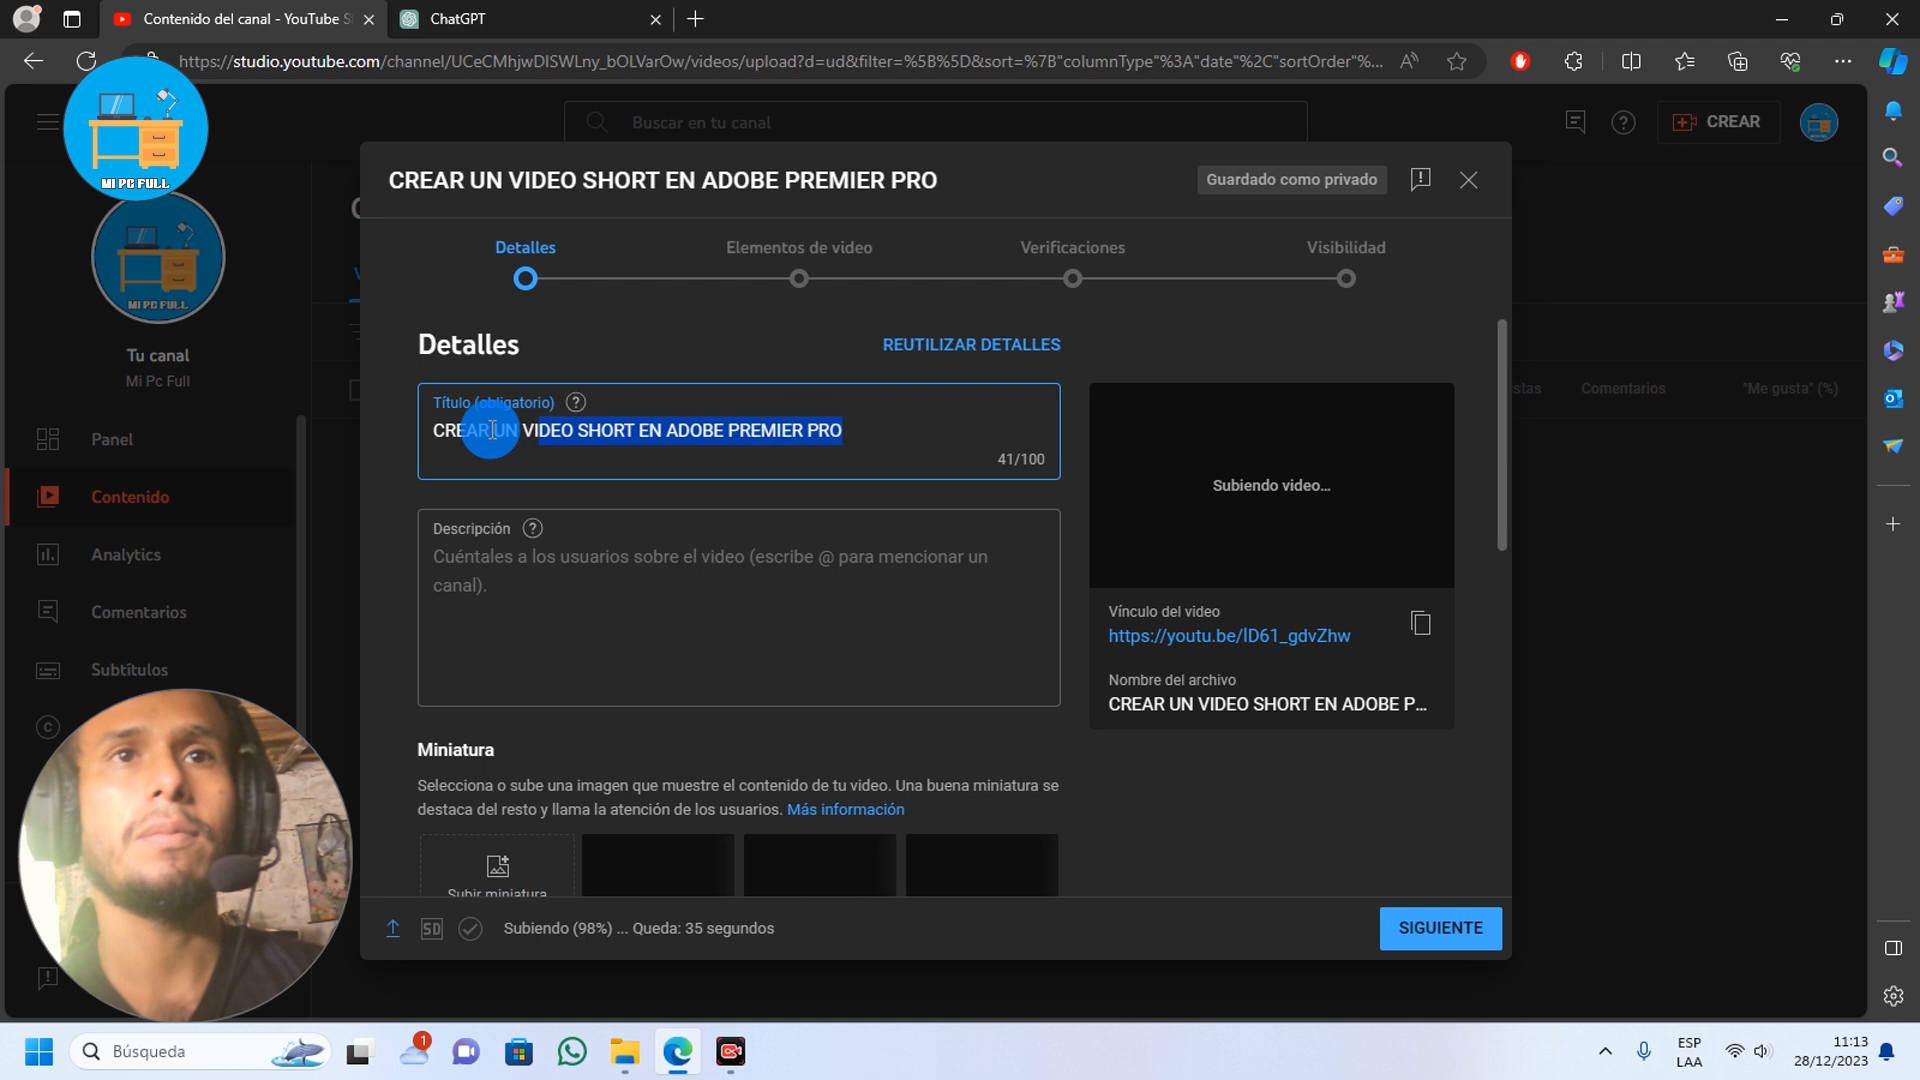 Contenido del canal - YouTube S
ChatGPT
https://studio.youtube.com/channel/UCeCMhjwDISWLny_bOLVarOw/videos/upload?d=ud&filter=%5B%5D&sort=%7B"columnType"%3A"date"%2C"sortOrder"%...
MI PC FULL
Buscar en tu canal
CREAR
CREAR UN VIDEO SHORT EN ADOBE PREMIER PRO
Guardado como privado
Detalles
Elementos de video
Verificaciones
Visibilidad
MI PC FULL
Tu canal
Mi Pc Full
Detalles
REUTILIZAR DETALLES
Título (obligatorio)
CREAR UN VIDEO SHORT EN ADOBE PREMIER PRO
41/100
Subiendo video...
stas
Comentarios
"Me gusta" (%)
Panel
Contenido
Analytics
Comentarios
Subtítulos
Descripción
Cuéntales a los usuarios sobre el video (escribe @ para mencionar un
canal).
Vínculo del video
https://youtu.be/lD61_gdvZhw
Nombre del archivo
CREAR UN VIDEO SHORT EN ADOBE P...
Miniatura
Selecciona o sube una imagen que muestre el contenido de tu video. Una buena miniatura se
destaca del resto y llama la atención de los usuarios. Más información
Subir miniatura
SD
Subiendo (98%) ... Queda: 35 segundos
SIGUIENTE
Búsqueda
1
ESP
LAA
11:13
28/12/2023